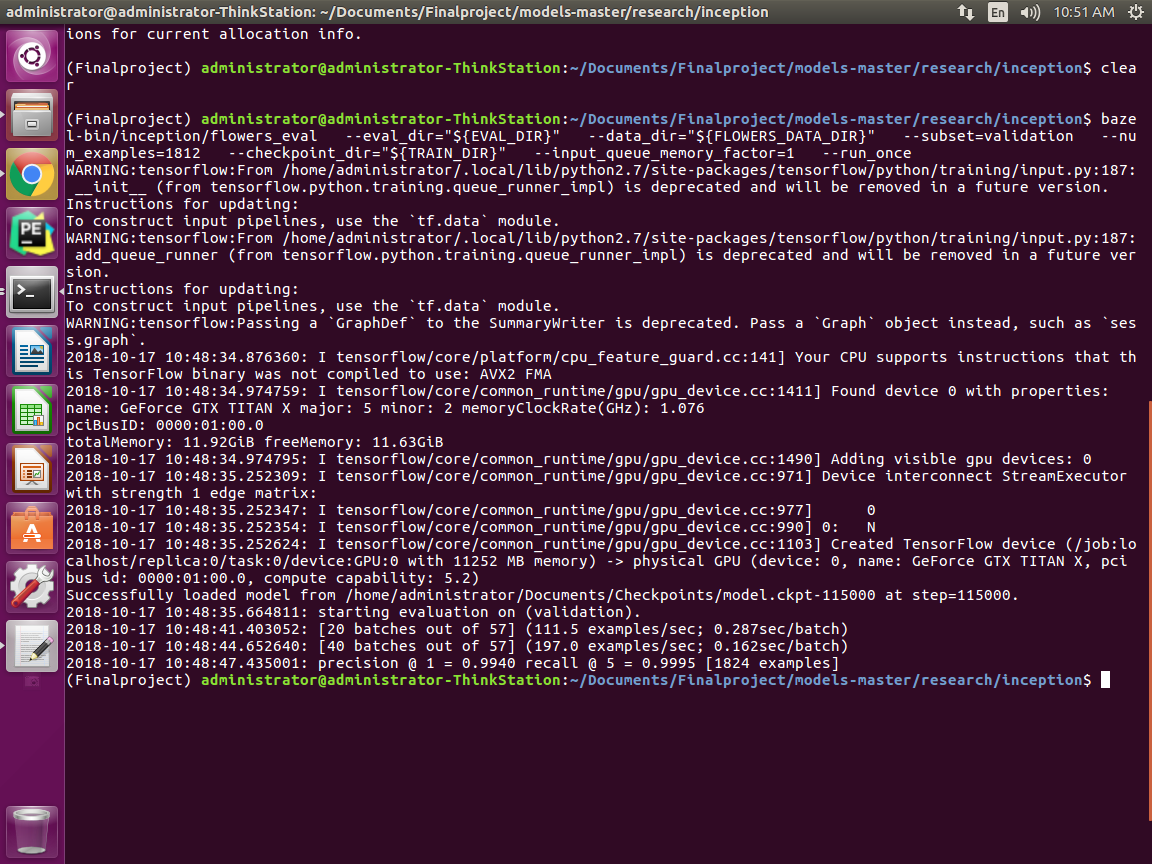 administrator@administrator-ThinkStation: ~/Documents/Finalproject/models-master/research/inception
En
10:51 AM
ions for current allocation info.
(Finalproject) administrator@administrator-ThinkStation:~/Documents/Finalproject/models-master/research/inception$ clea
r
(Finalproject) administrator@administrator-ThinkStation:~/Documents/Finalproject/models-master/research/inception$ baze
l-bin/inception/flowers_eval   --eval_dir="${EVAL_DIR}"   --data_dir="${FLOWERS_DATA_DIR}"   --subset=validation   --nu
m_examples=1812   --checkpoint_dir="${TRAIN_DIR}"   --input_queue_memory_factor=1   --run_once
WARNING:tensorflow:From /home/administrator/.local/lib/python2.7/site-packages/tensorflow/python/training/input.py:187:
 __init__ (from tensorflow.python.training.queue_runner_impl) is deprecated and will be removed in a future version.
Instructions for updating:
To construct input pipelines, use the `tf.data` module.
WARNING:tensorflow:From /home/administrator/.local/lib/python2.7/site-packages/tensorflow/python/training/input.py:187:
 add_queue_runner (from tensorflow.python.training.queue_runner_impl) is deprecated and will be removed in a future ver
sion.
Instructions for updating:
To construct input pipelines, use the `tf.data` module.
WARNING:tensorflow:Passing a `GraphDef` to the SummaryWriter is deprecated. Pass a `Graph` object instead, such as `ses
s.graph`.
2018-10-17 10:48:34.876360: I tensorflow/core/platform/cpu_feature_guard.cc:141] Your CPU supports instructions that th
is TensorFlow binary was not compiled to use: AVX2 FMA
2018-10-17 10:48:34.974759: I tensorflow/core/common_runtime/gpu/gpu_device.cc:1411] Found device 0 with properties:
name: GeForce GTX TITAN X major: 5 minor: 2 memoryClockRate(GHz): 1.076
pciBusID: 0000:01:00.0
totalMemory: 11.92GiB freeMemory: 11.63GiB
2018-10-17 10:48:34.974795: I tensorflow/core/common_runtime/gpu/gpu_device.cc:1490] Adding visible gpu devices: 0
2018-10-17 10:48:35.252309: I tensorflow/core/common_runtime/gpu/gpu_device.cc:971] Device interconnect StreamExecutor
with strength 1 edge matrix:
2018-10-17 10:48:35.252347: I tensorflow/core/common_runtime/gpu/gpu_device.cc:977]      0
2018-10-17 10:48:35.252354: I tensorflow/core/common_runtime/gpu/gpu_device.cc:990] 0:   N
2018-10-17 10:48:35.252624: I tensorflow/core/common_runtime/gpu/gpu_device.cc:1103] Created TensorFlow device (/job:lo
calhost/replica:0/task:0/device:GPU:0 with 11252 MB memory) -> physical GPU (device: 0, name: GeForce GTX TITAN X, pci
bus id: 0000:01:00.0, compute capability: 5.2)
Successfully loaded model from /home/administrator/Documents/Checkpoints/model.ckpt-115000 at step=115000.
2018-10-17 10:48:35.664811: starting evaluation on (validation).
2018-10-17 10:48:41.403052: [20 batches out of 57] (111.5 examples/sec; 0.287sec/batch)
2018-10-17 10:48:44.652640: [40 batches out of 57] (197.0 examples/sec; 0.162sec/batch)
2018-10-17 10:48:47.435001: precision @ 1 = 0.9940 recall @ 5 = 0.9995 [1824 examples]
(Finalproject) administrator@administrator-ThinkStation:~/Documents/Finalproject/models-master/research/inception$
PE
>_